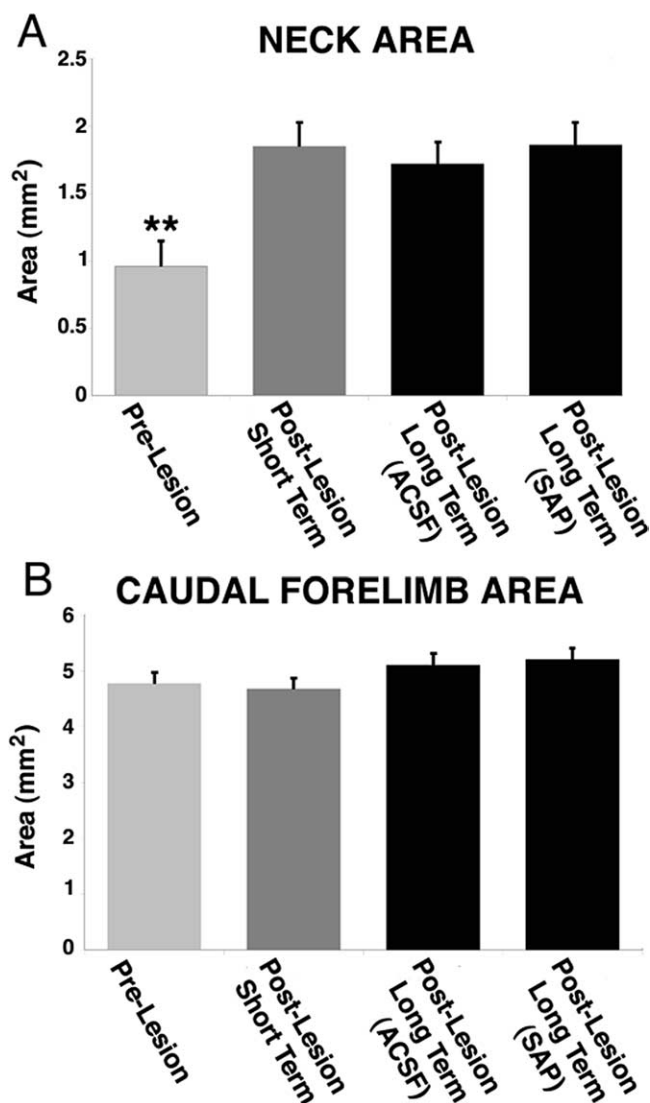 A
NECK AREA
2.5
2
1.5
1
0.5
0
Area (mm²)
**
Pre-Lesion
Post-Lesion
Short Term
Post-Lesion
Long Term
(ACSF)
Post-Lesion
Long Term
(SAP)
B
CAUDAL FORELIMB AREA
6
5
4
3
2
1
0
Area (mm²)
Pre-Lesion
Post-Lesion
Short Term
Post-Lesion
Long Term
(ACSF)
Post-Lesion
Long Term
(SAP)